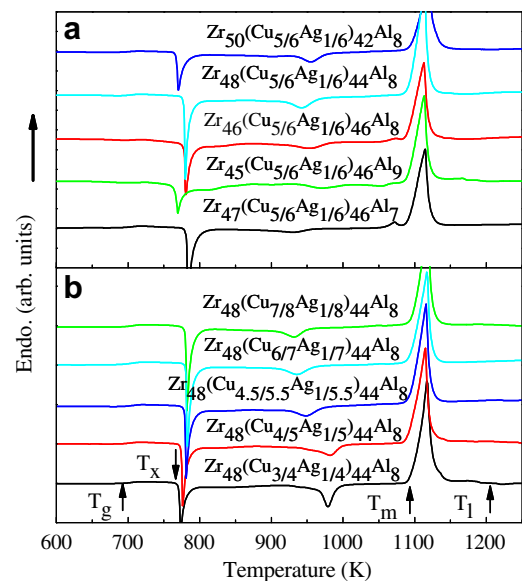 a
Zr50(Cu5/6Ag1/6)42Al8
Zr48(Cu5/6Ag1/6)44Al8
Zr46(Cu5/6Ag1/6)46Al8
Zr45(Cu5/6Ag1/6)46Al9
Zr47(Cu5/6Ag1/6)46Al7
b
Zr48(Cu7/8Ag1/8)44Al8
Zr48(Cu6/7Ag1/7)44Al8
Zr48(Cu4.5/5.5Ag1/5.5)44Al8
Zr48(Cu4/5Ag1/5)44Al8
Zr48(Cu3/4Ag1/4)44Al8
Tg
Tx
Tm
Tl
600 700 800 900 1000 1100 1200
Temperature (K)
Endo. (arb. units)